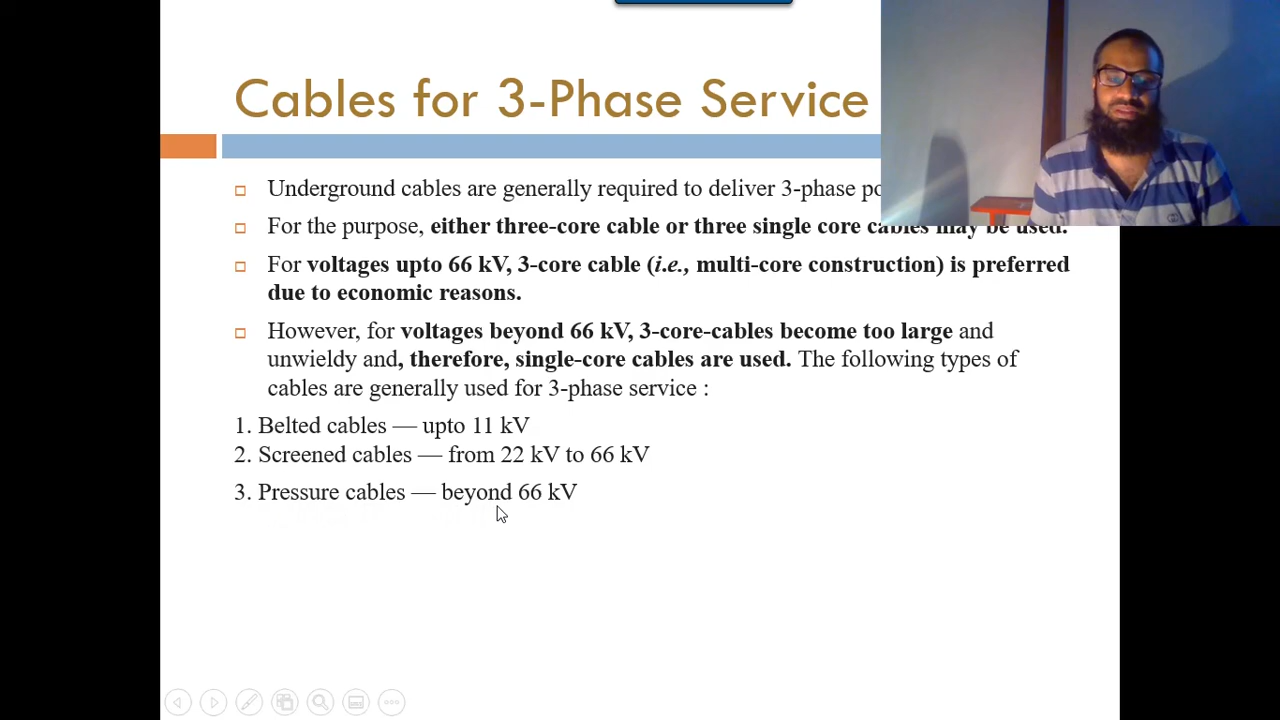 Cables for 3-Phase Service
Underground cables are generally required to deliver 3-phase
For the purpose, either three-core cable or three single core cables may be used.
For voltages upto 66 kV, 3-core cable (i.e., multi-core construction) is preferred
due to economic reasons.
However, for voltages beyond 66 kV, 3-core-cables become too large and
unwieldy and, therefore, single-core cables are used. The following types of
cables are generally used for 3-phase service :
1. Belted cables — upto 11 kV
2. Screened cables — from 22 kV to 66 kV
3. Pressure cables — beyond 66 kV